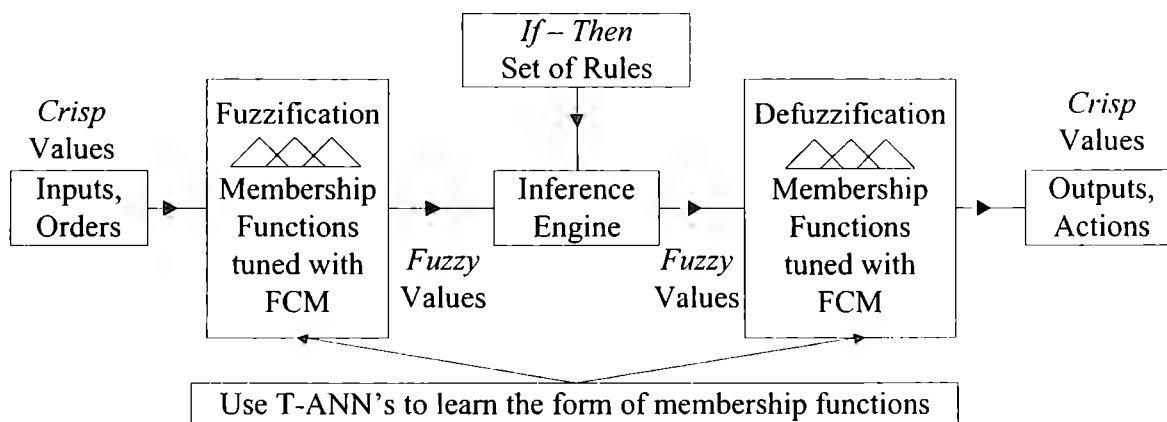 If – Then
Set of Rules
Crisp
Values
Inputs,
Orders
Fuzzification
Membership
Functions
tuned with
FCM
Fuzzy
Values
Inference
Engine
Fuzzy
Values
Defuzzification
Membership
Functions
tuned with
FCM
Crisp
Values
Outputs,
Actions
Use T-ANN's to learn the form of membership functions